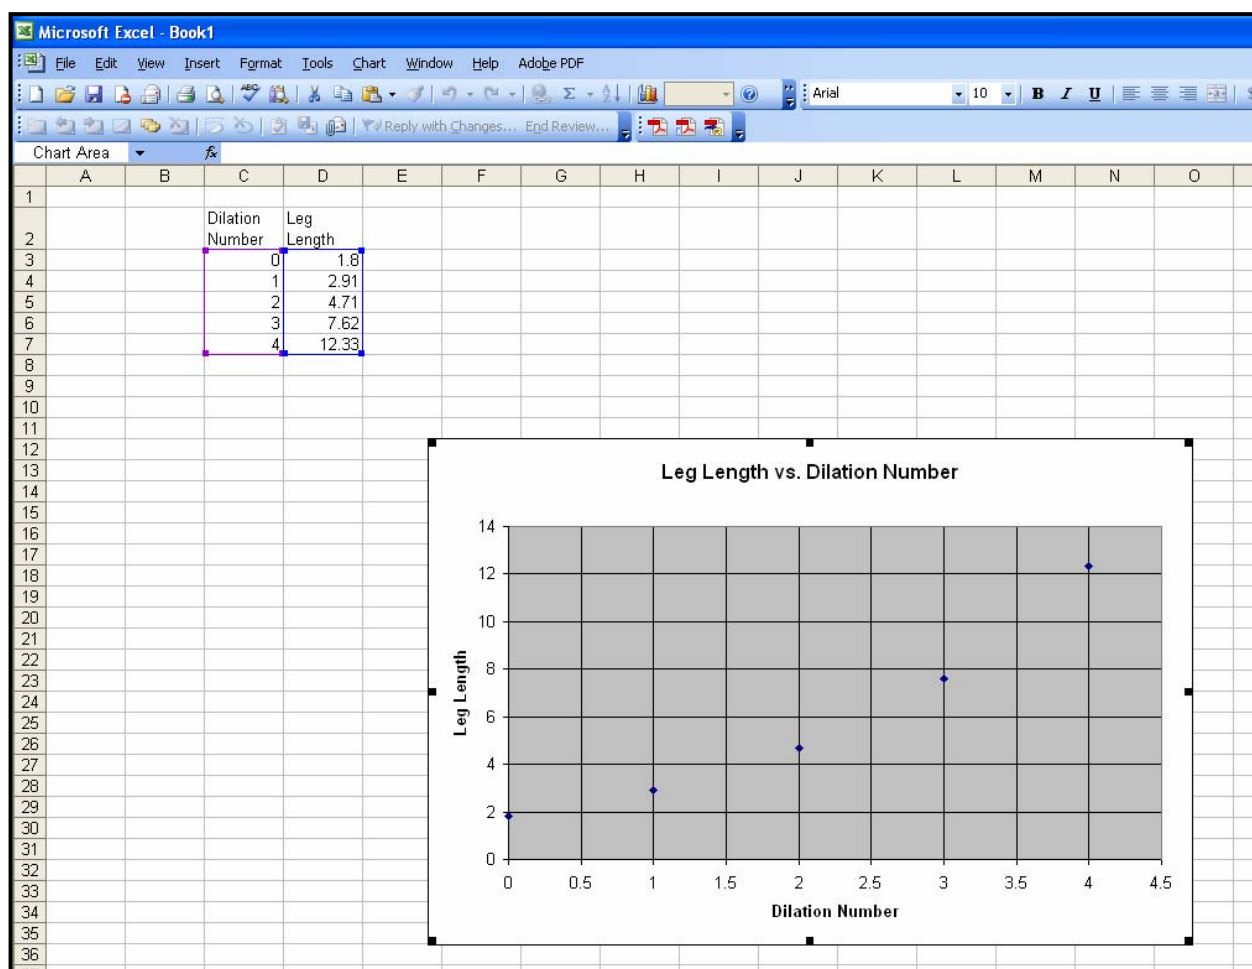 Microsoft Excel - Book1
File Edit View Insert Format Tools Chart Window Help Adobe PDF
ABC Σ A Z Arial 10 B I U
Reply with Changes... End Review...
Chart Area fx
A B C D E F G H I J K L M N O
1
Dilation Leg
2 Number Length
3 0 1.8
4 1 2.91
5 2 4.71
6 3 7.62
7 4 12.33
8
9
10
11
12
13
14
15
16
17
18
19
20
21
22
23
24
25
26
27
28
29
30
31
32
33
34
35
36
Leg Length vs. Dilation Number
14
12
10
8
6
4
2
0
Leg Length
0 0.5 1 1.5 2 2.5 3 3.5 4 4.5
Dilation Number